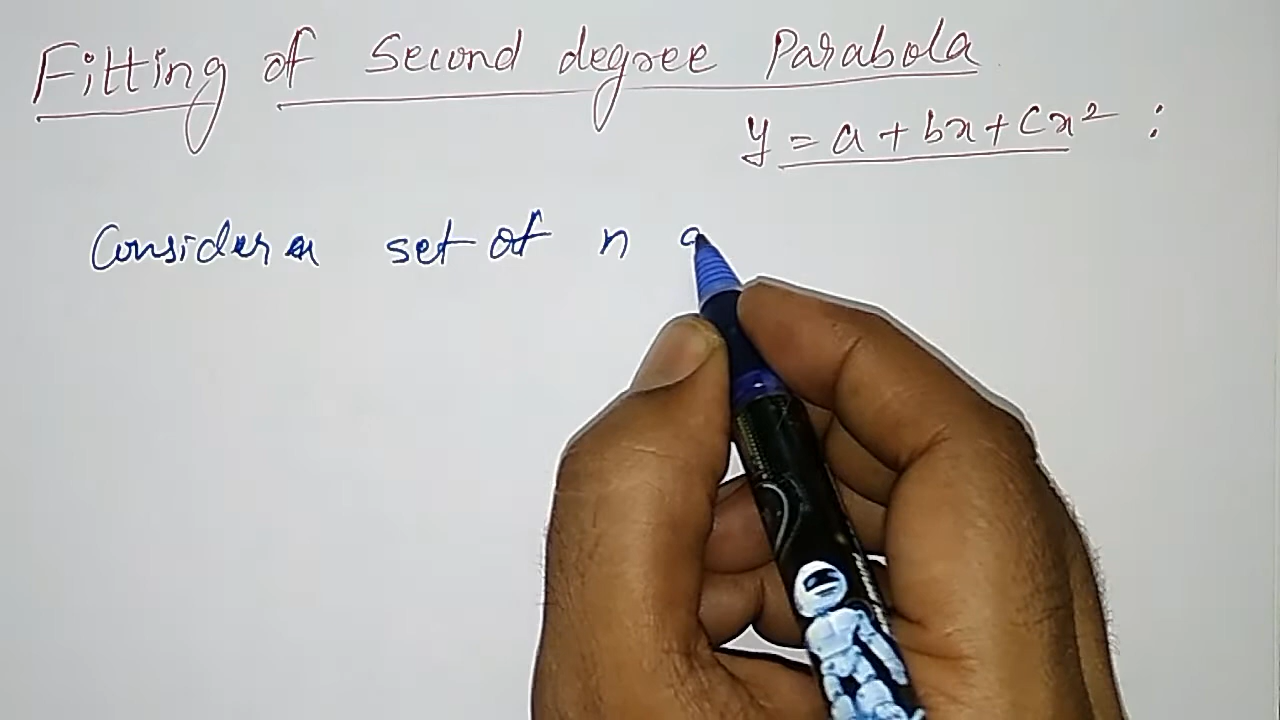 Fitting of Second degree Parabola
y = a + bx + cx² :
Consider a set of n